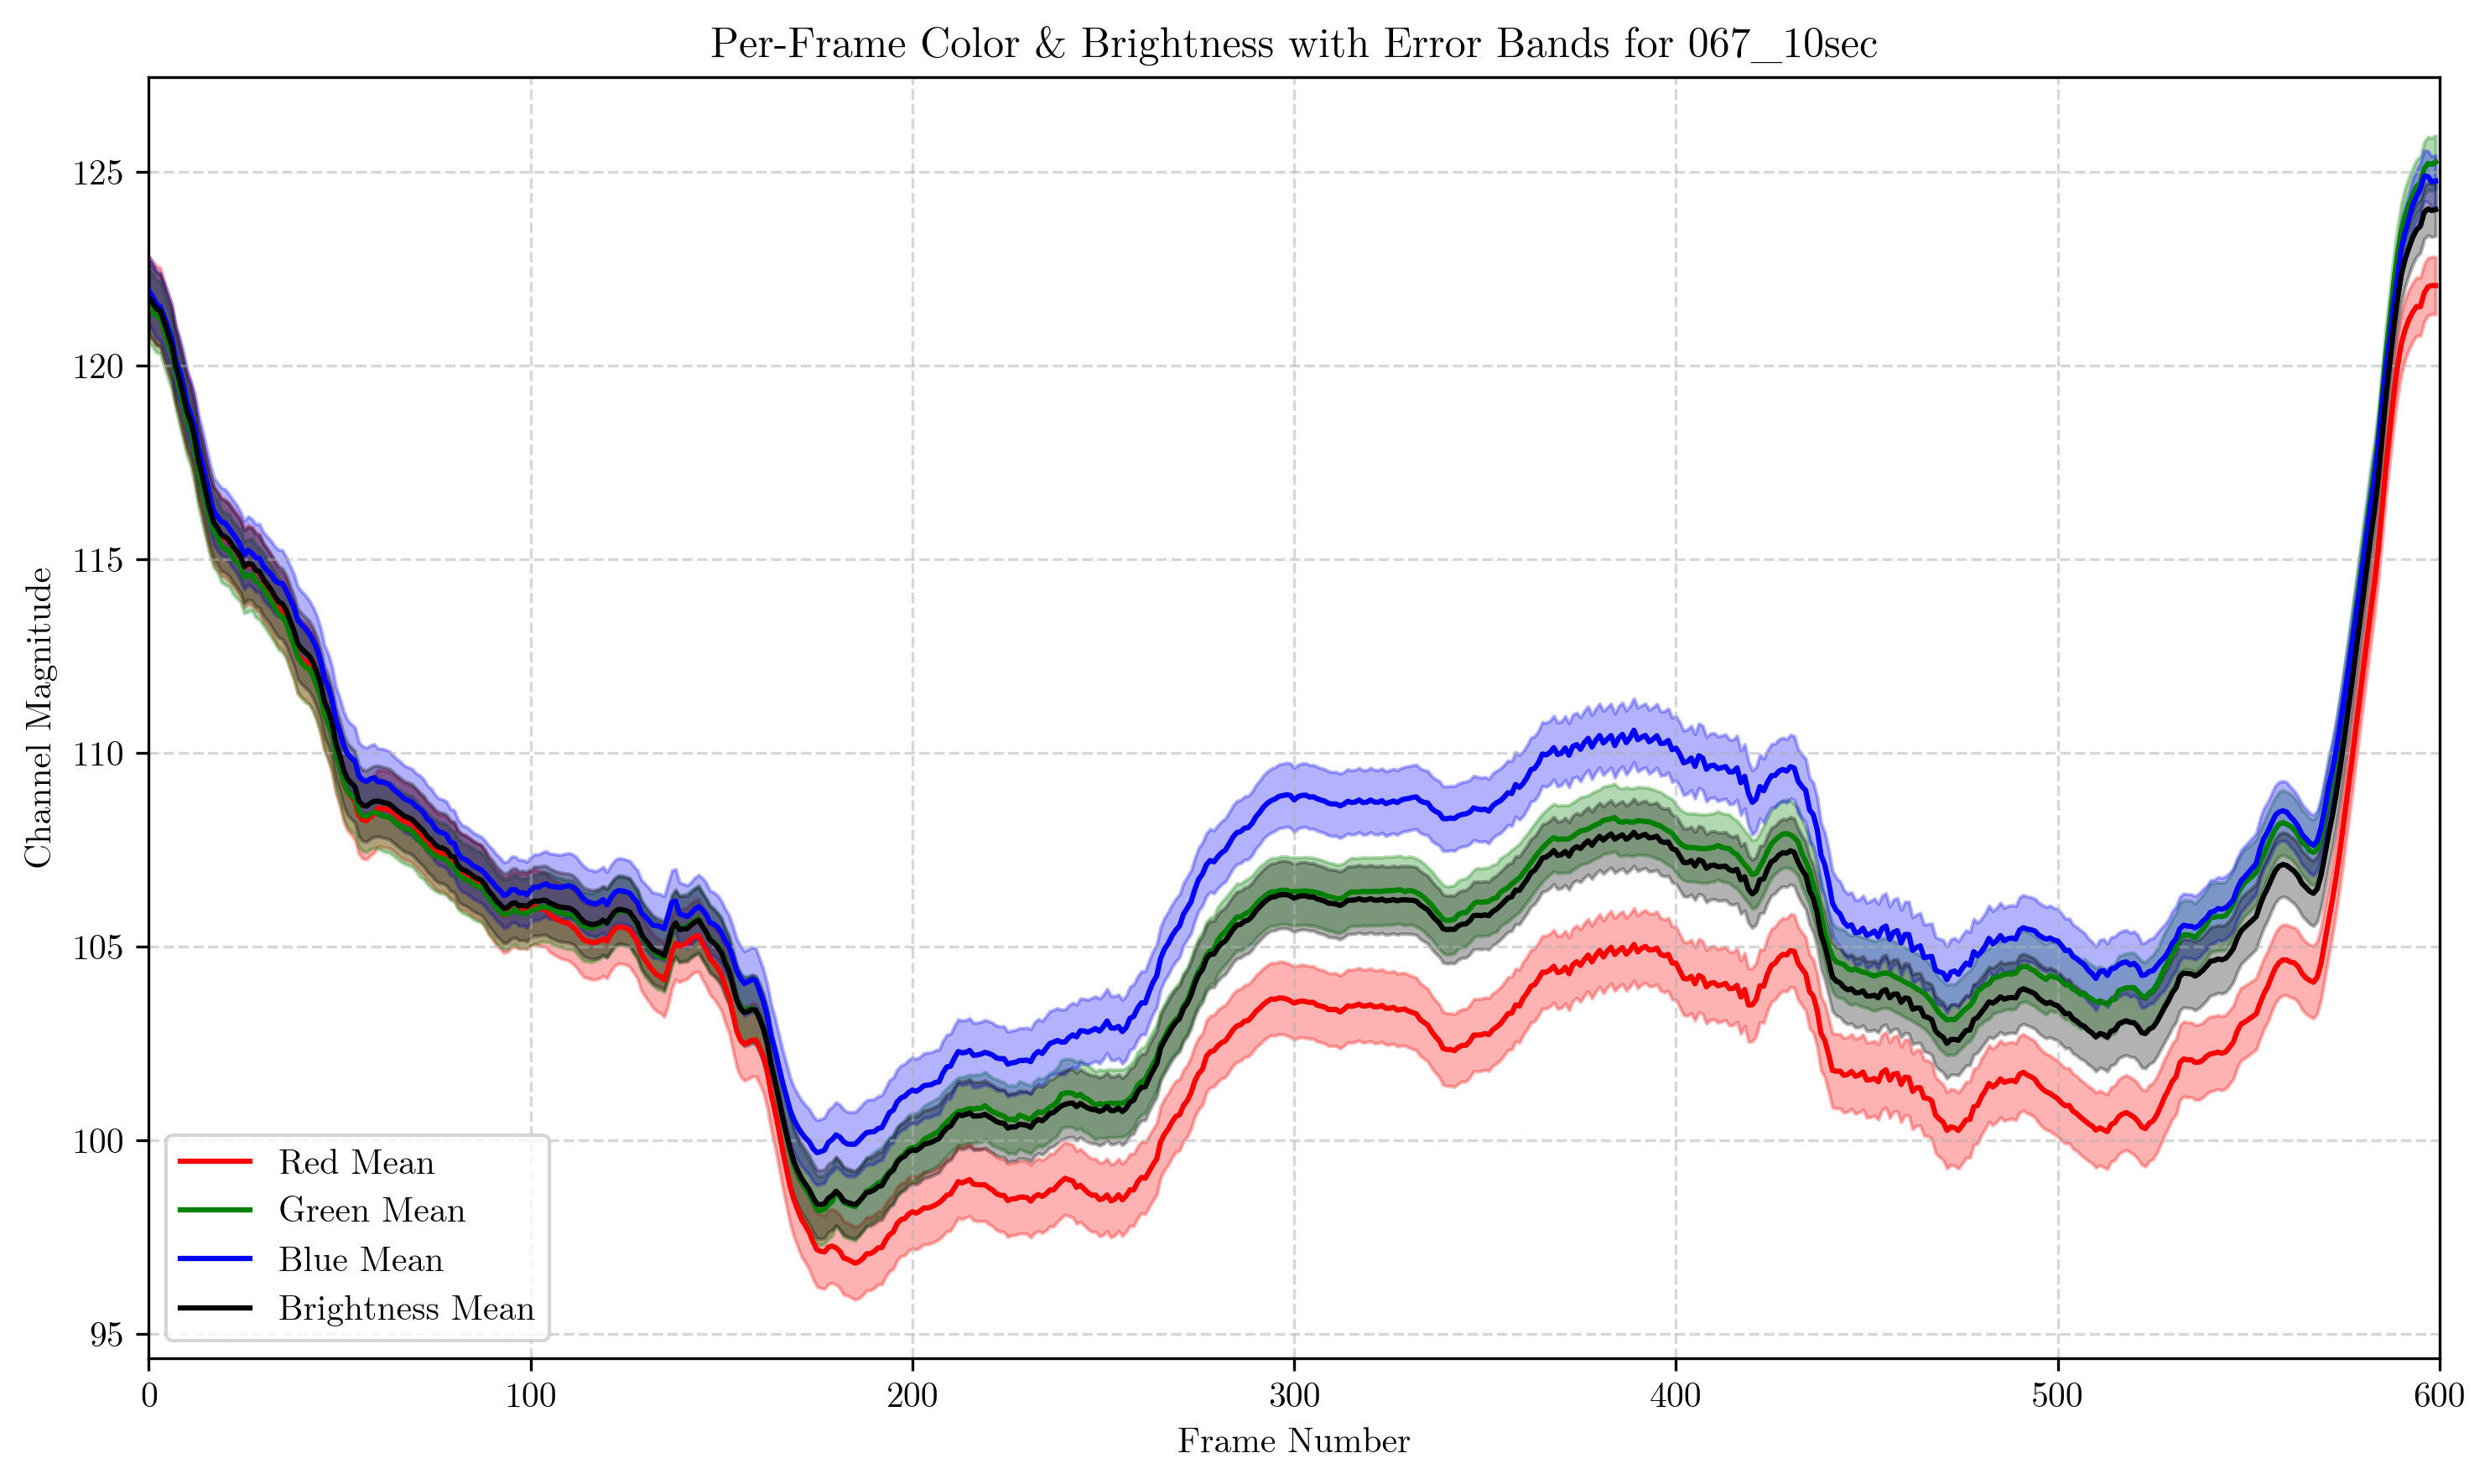 Per-Frame Color & Brightness with Error Bands for 067_10sec
Channel Magnitude
125
120
115
110
105
100
95
Red Mean
Green Mean
Blue Mean
Brightness Mean
0 100 200 300 400 500 600
Frame Number